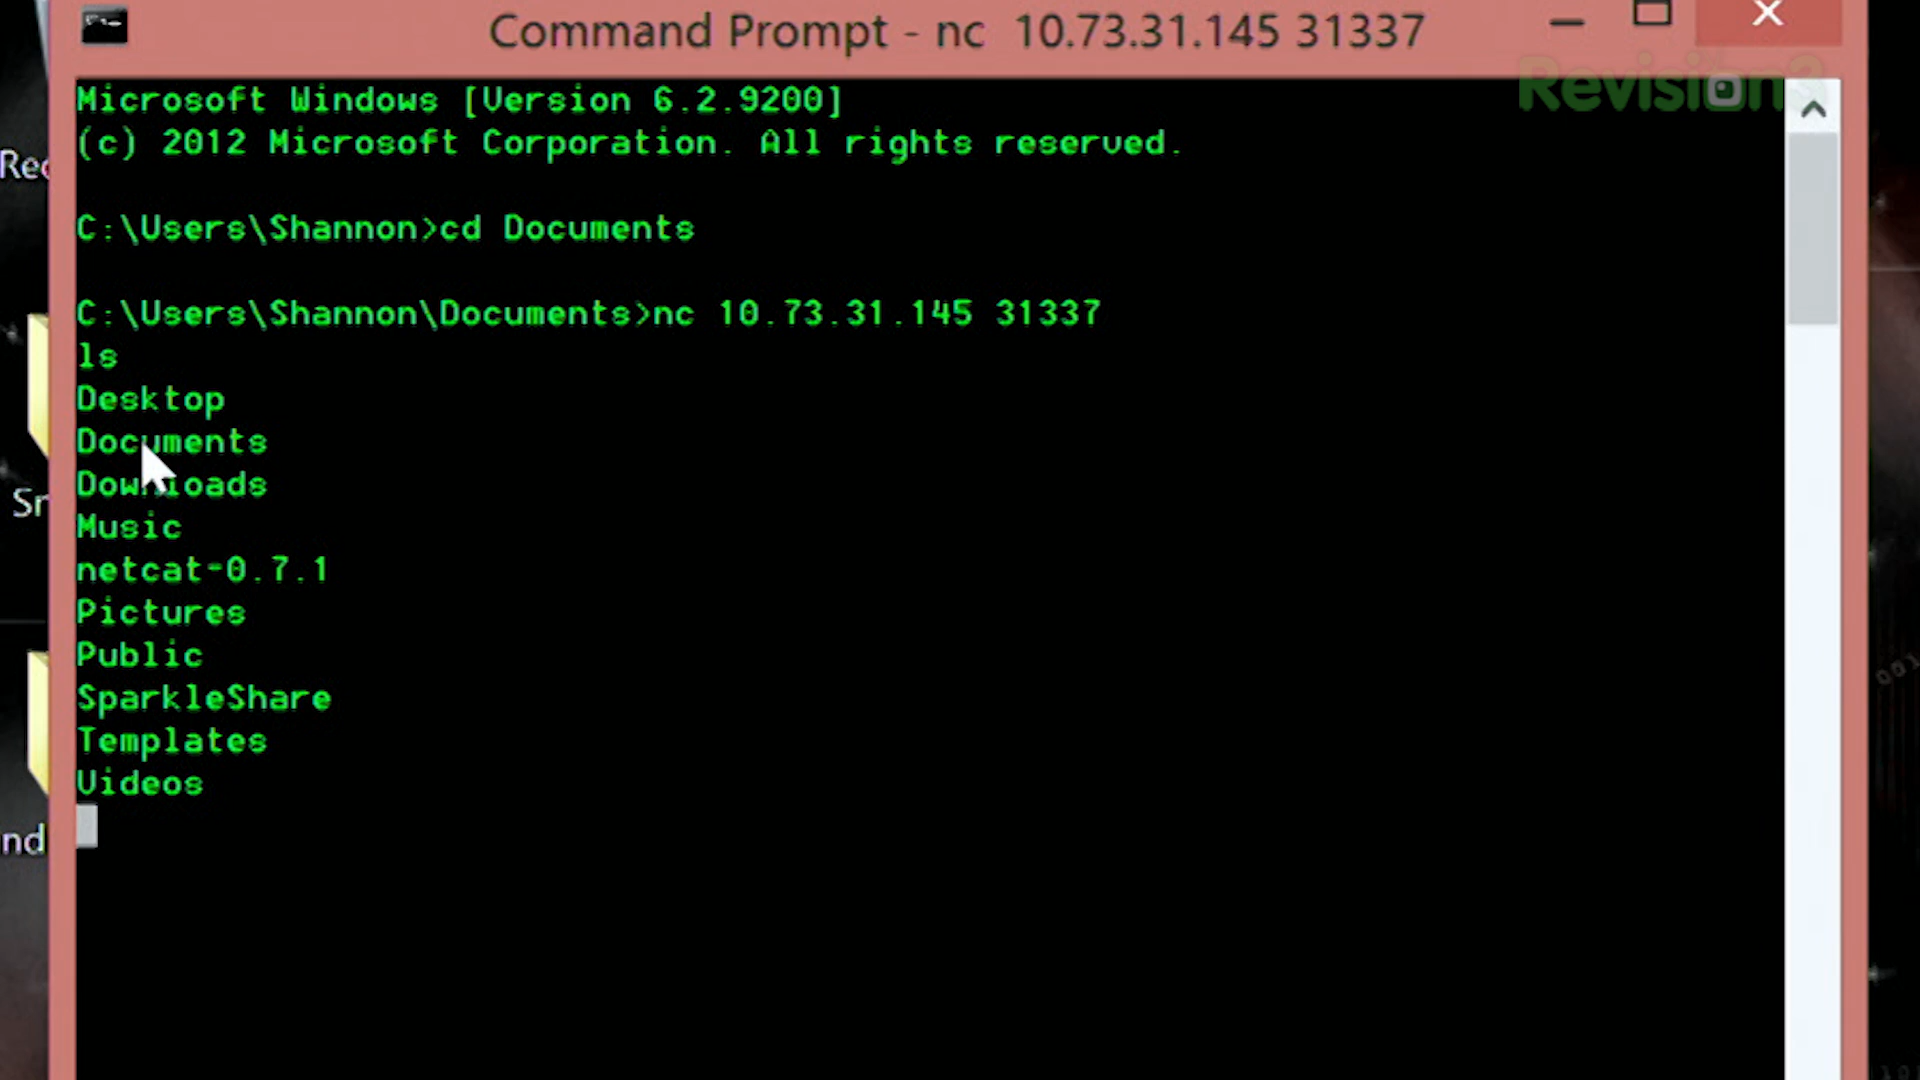 Command Prompt - nc  10.73.31.145 31337
Revision3
Microsoft Windows [Version 6.2.9200]
(c) 2012 Microsoft Corporation. All rights reserved.
C:\Users\Shannon>cd Documents
C:\Users\Shannon\Documents>nc 10.73.31.145 31337
ls
Desktop
Documents
Downloads
Music
netcat-0.7.1
Pictures
Public
SparkleShare
Templates
Videos